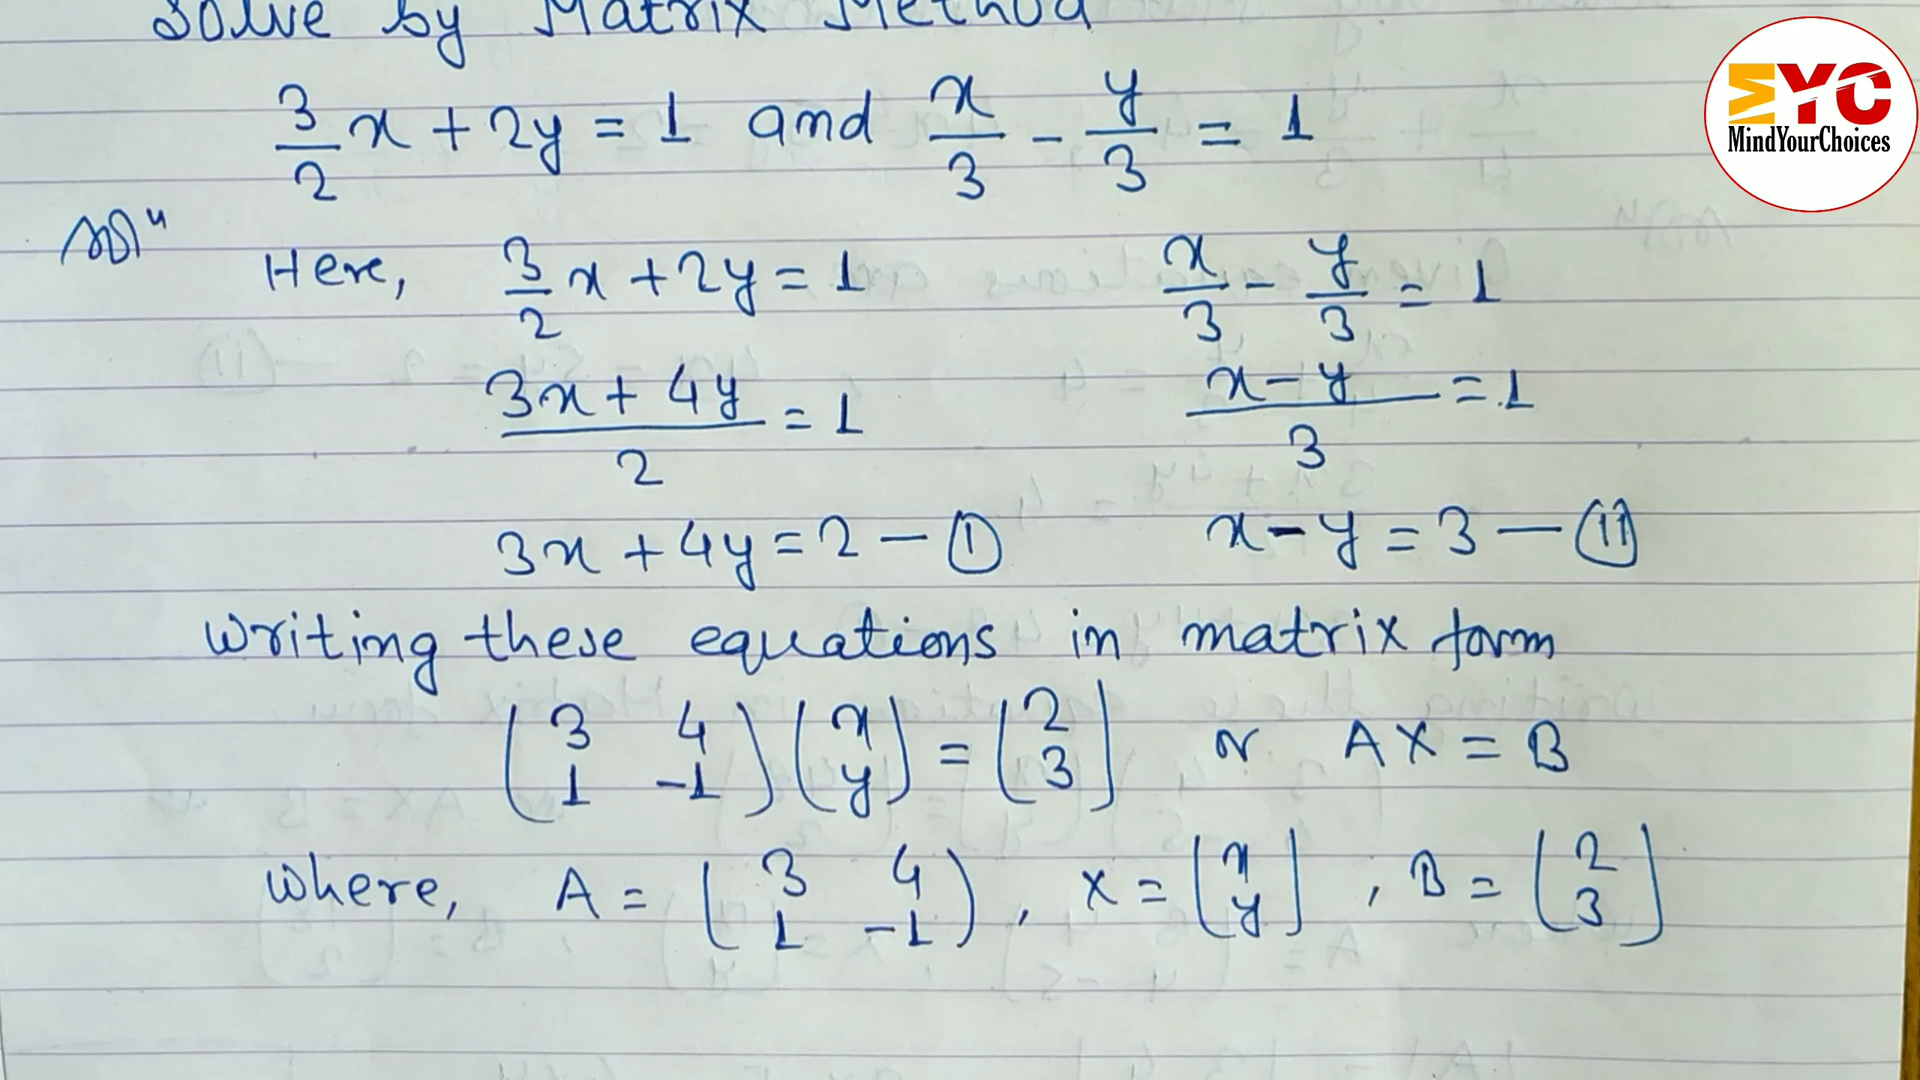 Solve by Matrix Method
3/2 x + 2y = 1 and x/3 - y/3 = 1
MYC
MindYourChoices
Solⁿ
Here, 3/2 x + 2y = 1    x/3 - y/3 = 1
(3x + 4y)/2 = 1    (x - y)/3 = 1
3x + 4y = 2 — (I)    x - y = 3 — (II)
Writing these equations in matrix form
(3 4; 1 -1) (x; y) = (2; 3) or AX = B
where, A = (3 4; 1 -1), X = (x; y), B = (2; 3)